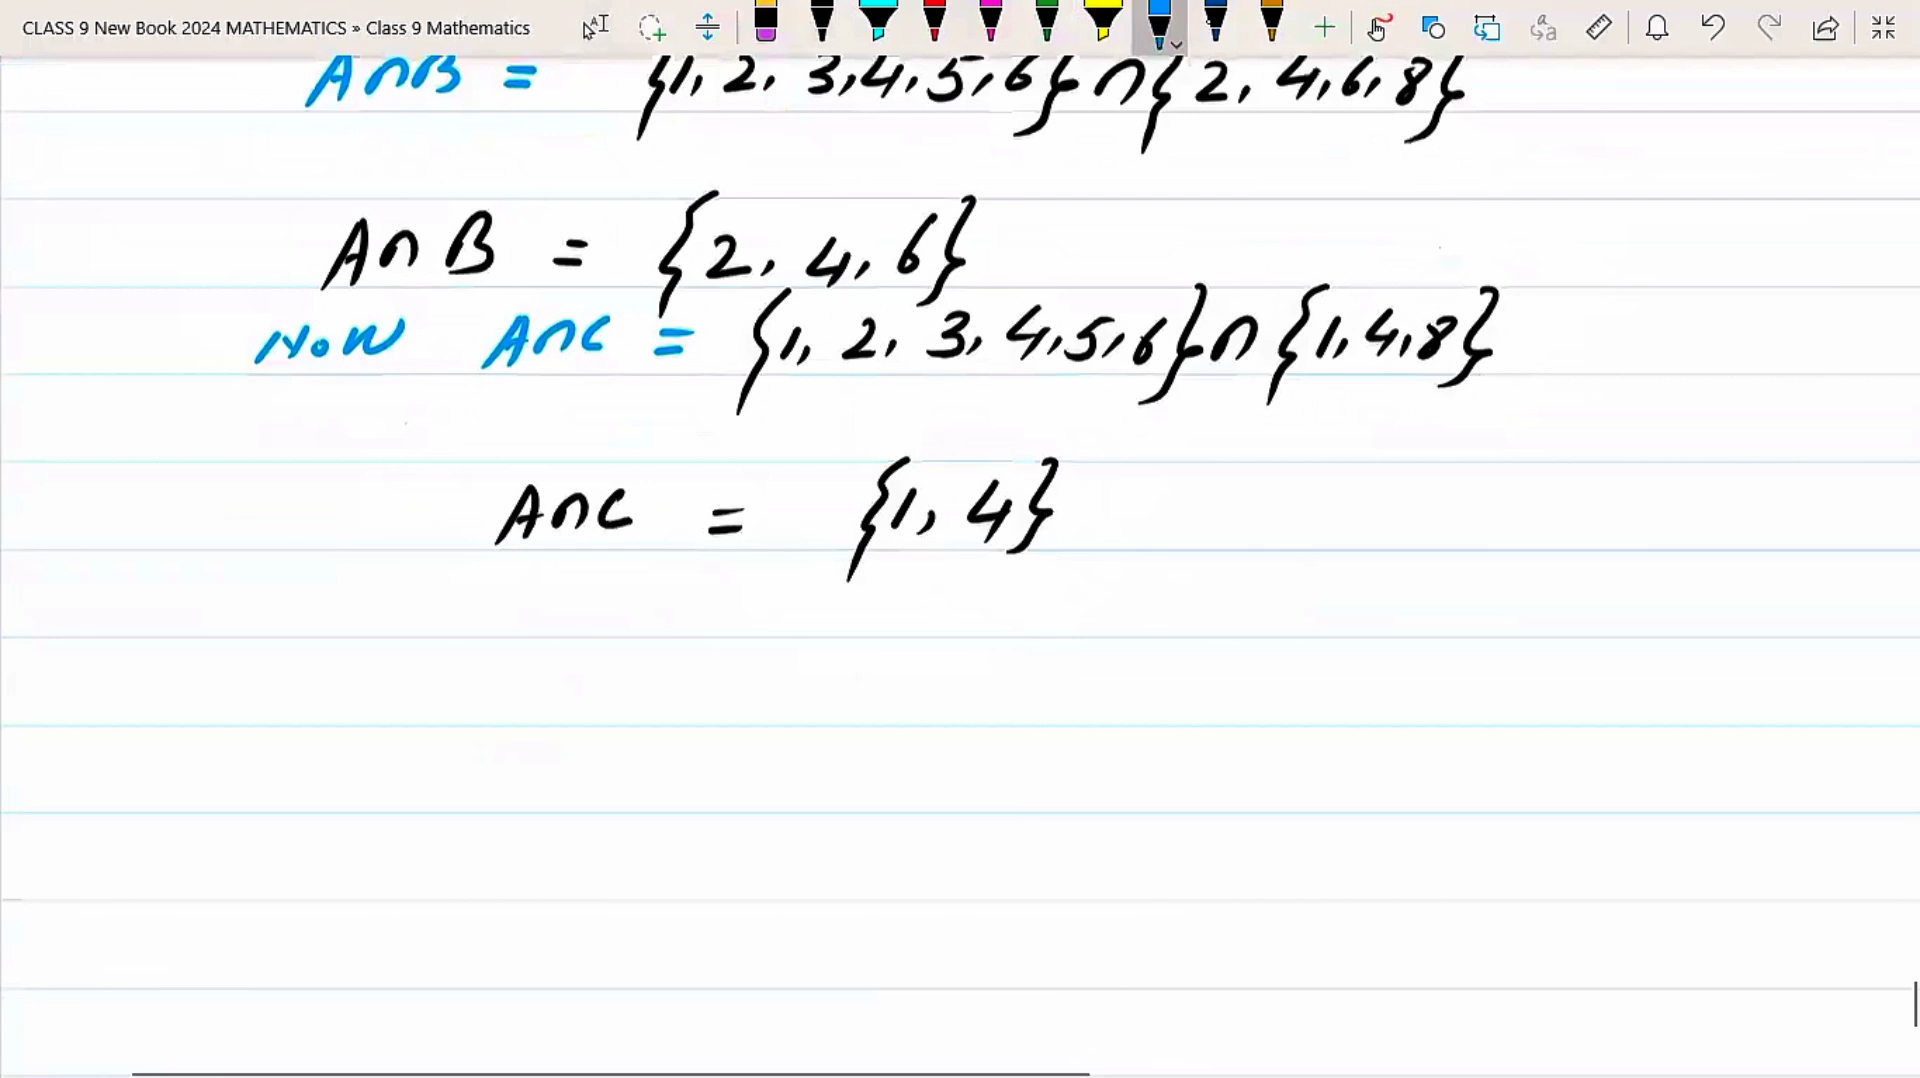 CLASS 9 New Book 2024 MATHEMATICS » Class 9 Mathematics
A∩B = {1, 2, 3, 4, 5, 6} ∩ {2, 4, 6, 8}
A∩B = {2, 4, 6}
NOW A∩C = {1, 2, 3, 4, 5, 6} ∩ {1, 4, 8}
A∩C = {1, 4}